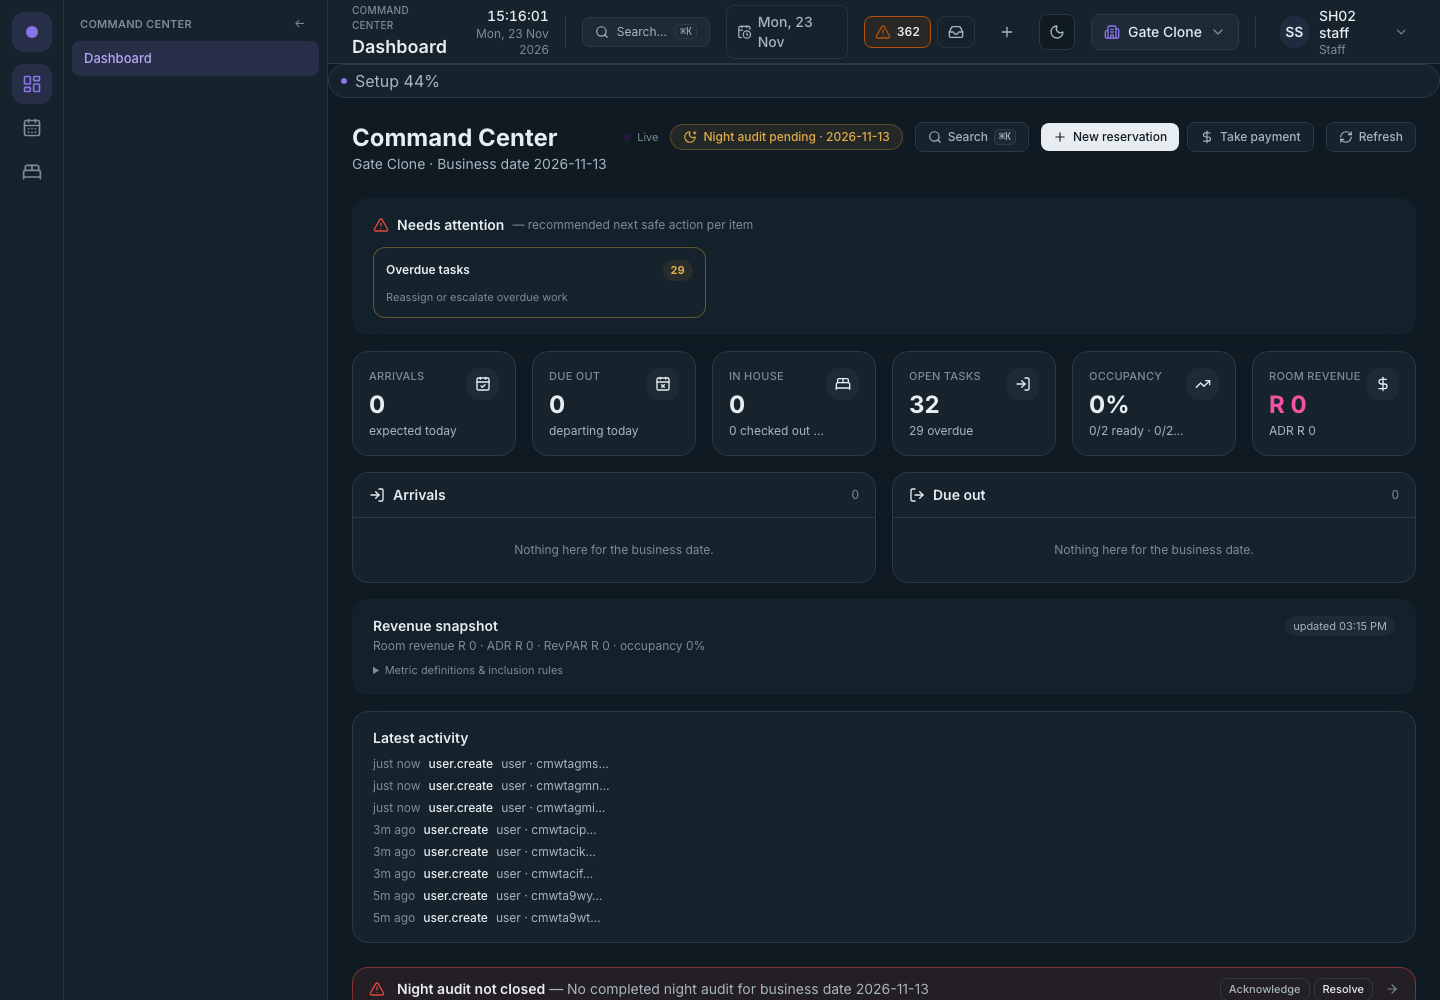 COMMAND CENTER
Dashboard
COMMAND
CENTER
Dashboard
15:16:01
Mon, 23 Nov
2026
Search... ⌘K
Mon, 23
Nov
362
Gate Clone
SS
SH02
staff
Staff
Setup 44%
Command Center
Live
Night audit pending · 2026-11-13
Search ⌘K
New reservation
Take payment
Refresh
Gate Clone · Business date 2026-11-13
Needs attention — recommended next safe action per item
Overdue tasks 29
Reassign or escalate overdue work
ARRIVALS
0
expected today
DUE OUT
0
departing today
IN HOUSE
0
0 checked out ...
OPEN TASKS
32
29 overdue
OCCUPANCY
0%
0/2 ready · 0/2...
ROOM REVENUE
R 0
ADR R 0
Arrivals 0
Nothing here for the business date.
Due out 0
Nothing here for the business date.
Revenue snapshot
updated 03:15 PM
Room revenue R 0 · ADR R 0 · RevPAR R 0 · occupancy 0%
Metric definitions & inclusion rules
Latest activity
just now user.create user · cmwtagms...
just now user.create user · cmwtagmn...
just now user.create user · cmwtagmi...
3m ago user.create user · cmwtacip...
3m ago user.create user · cmwtacik...
3m ago user.create user · cmwtacif...
5m ago user.create user · cmwta9wy...
5m ago user.create user · cmwta9wt...
Night audit not closed — No completed night audit for business date 2026-11-13
Acknowledge
Resolve